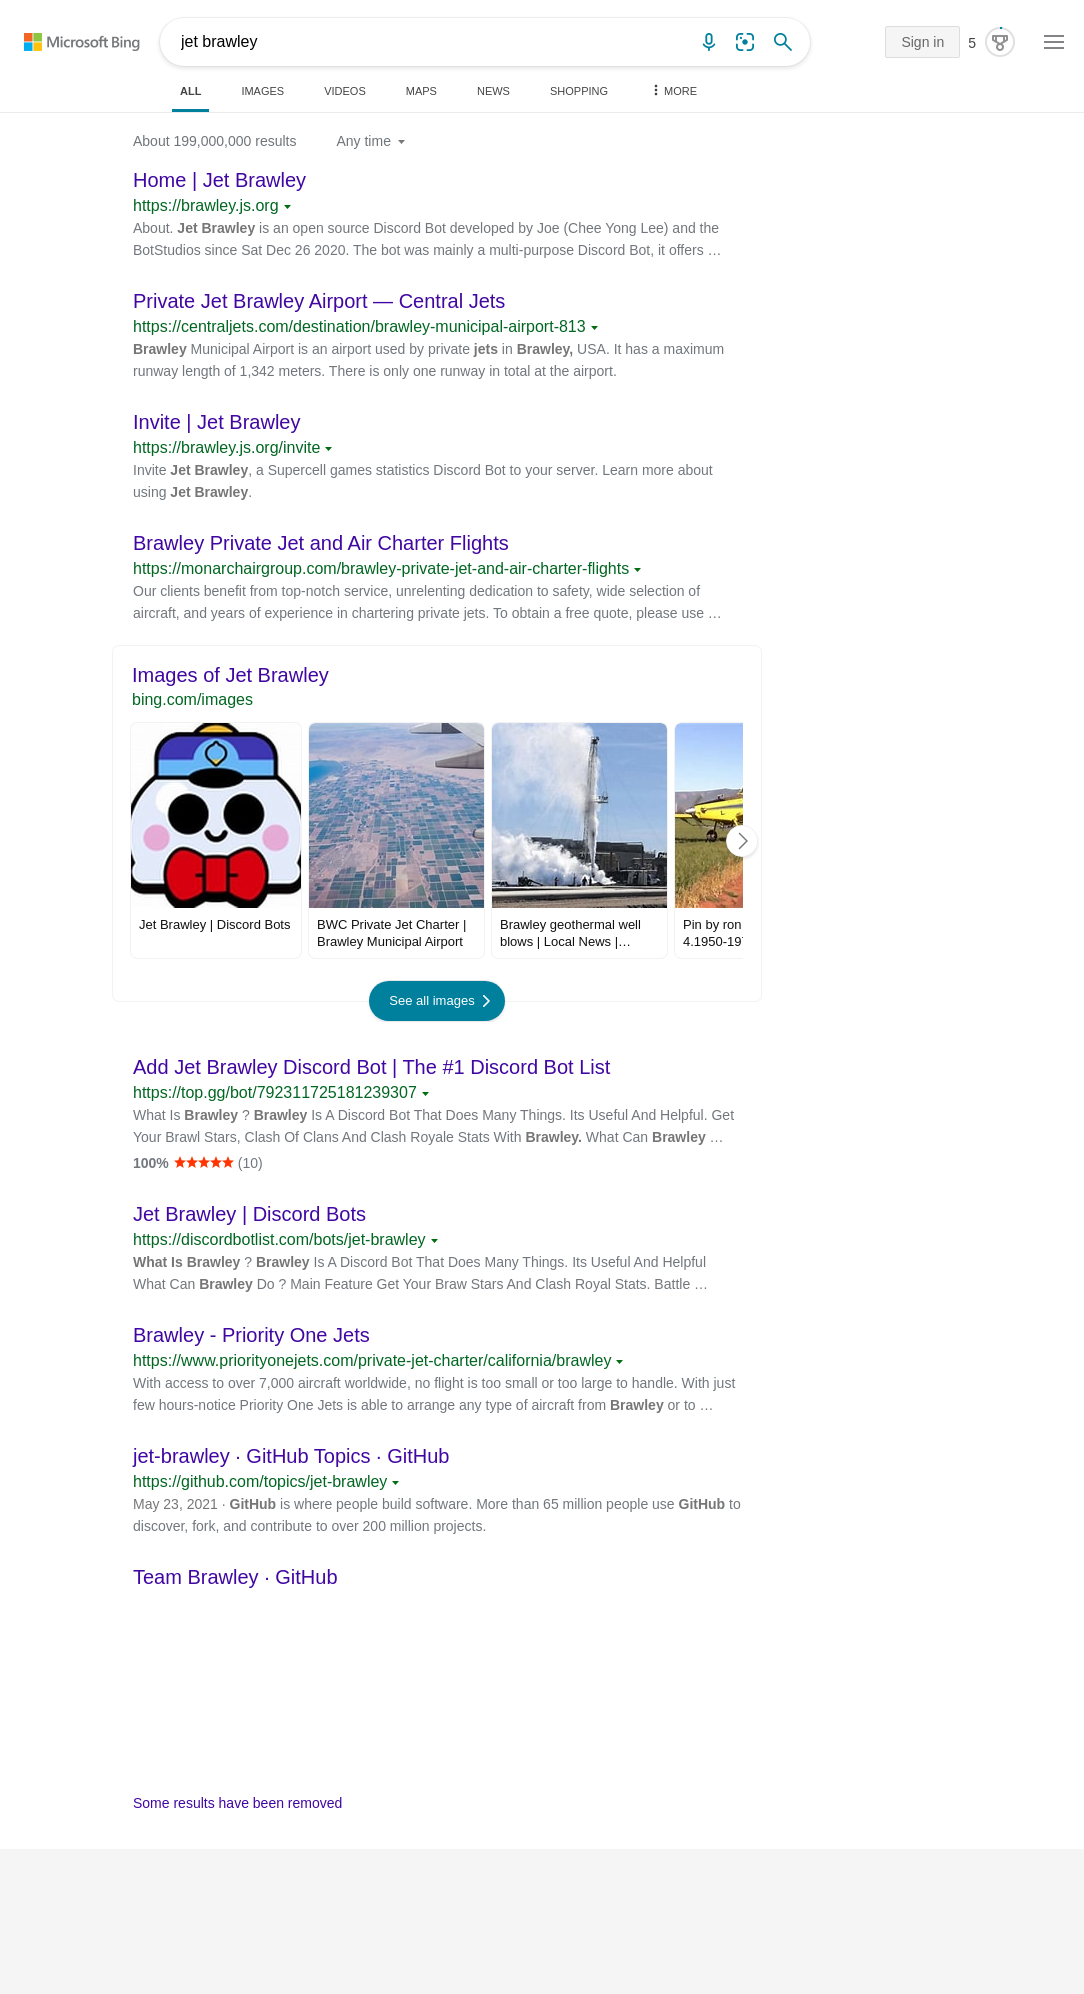 Microsoft Bing
jet brawley
Sign in
5
ALL IMAGES VIDEOS MAPS NEWS SHOPPING MORE
About 199,000,000 results Any time
Home | Jet Brawley
https://brawley.js.org
About. Jet Brawley is an open source Discord Bot developed by Joe (Chee Yong Lee) and the
BotStudios since Sat Dec 26 2020. The bot was mainly a multi-purpose Discord Bot, it offers …
Private Jet Brawley Airport — Central Jets
https://centraljets.com/destination/brawley-municipal-airport-813
Brawley Municipal Airport is an airport used by private jets in Brawley, USA. It has a maximum
runway length of 1,342 meters. There is only one runway in total at the airport.
Invite | Jet Brawley
https://brawley.js.org/invite
Invite Jet Brawley, a Supercell games statistics Discord Bot to your server. Learn more about
using Jet Brawley.
Brawley Private Jet and Air Charter Flights
https://monarchairgroup.com/brawley-private-jet-and-air-charter-flights
Our clients benefit from top-notch service, unrelenting dedication to safety, wide selection of
aircraft, and years of experience in chartering private jets. To obtain a free quote, please use …
Images of Jet Brawley
bing.com/images
Jet Brawley | Discord Bots
BWC Private Jet Charter |
Brawley Municipal Airport
Brawley geothermal well
blows | Local News |…
Pin by ron
4.1950-197
See all images
Add Jet Brawley Discord Bot | The #1 Discord Bot List
https://top.gg/bot/792311725181239307
What Is Brawley ? Brawley Is A Discord Bot That Does Many Things. Its Useful And Helpful. Get
Your Brawl Stars, Clash Of Clans And Clash Royale Stats With Brawley. What Can Brawley …
100% (10)
Jet Brawley | Discord Bots
https://discordbotlist.com/bots/jet-brawley
What Is Brawley ? Brawley Is A Discord Bot That Does Many Things. Its Useful And Helpful
What Can Brawley Do ? Main Feature Get Your Braw Stars And Clash Royal Stats. Battle …
Brawley - Priority One Jets
https://www.priorityonejets.com/private-jet-charter/california/brawley
With access to over 7,000 aircraft worldwide, no flight is too small or too large to handle. With just
few hours-notice Priority One Jets is able to arrange any type of aircraft from Brawley or to …
jet-brawley · GitHub Topics · GitHub
https://github.com/topics/jet-brawley
May 23, 2021 · GitHub is where people build software. More than 65 million people use GitHub to
discover, fork, and contribute to over 200 million projects.
Team Brawley · GitHub
Some results have been removed